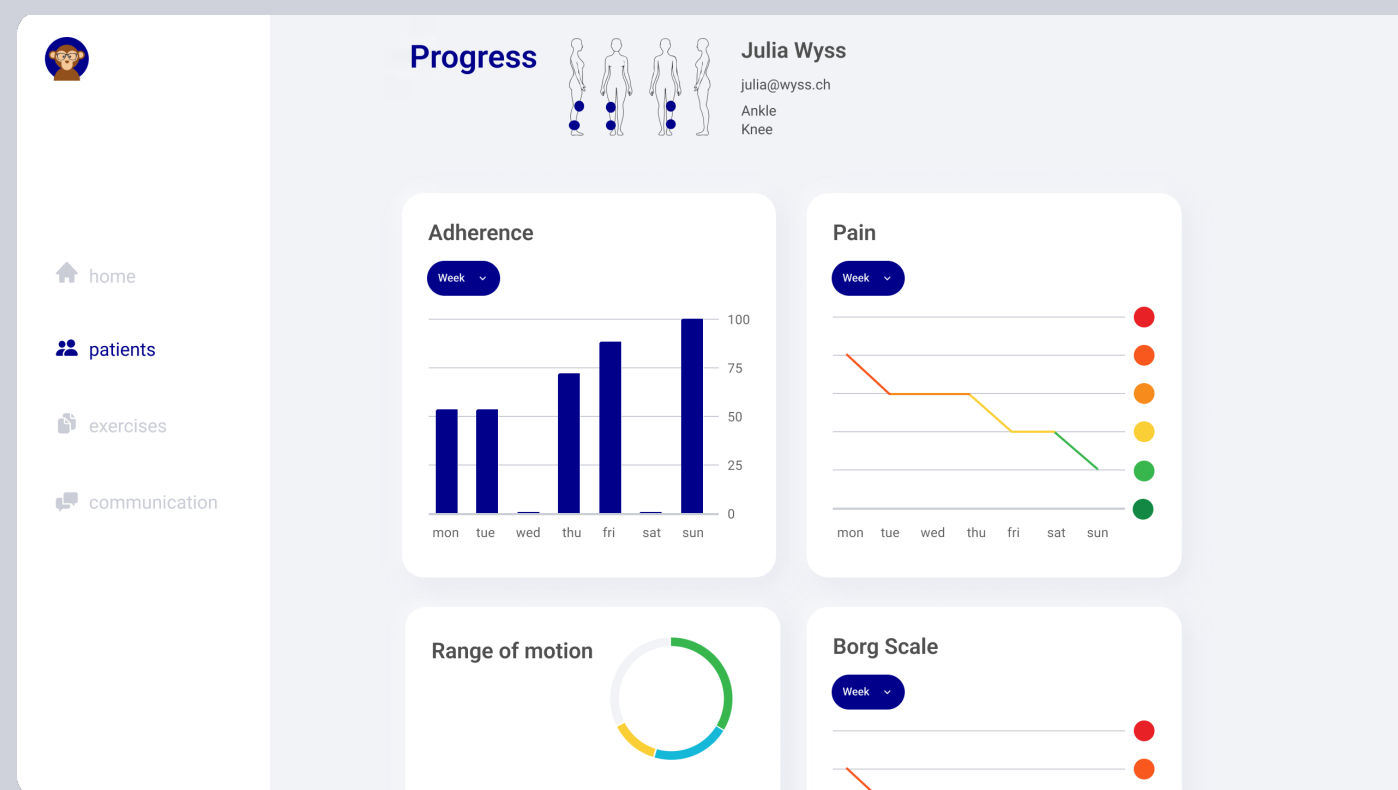 Progress
Julia Wyss
julia@wyss.ch
Ankle
Knee
home
patients
exercises
communication
Adherence
Week
100
75
50
25
0
mon tue wed thu fri sat sun
Pain
Week
mon tue wed thu fri sat sun
Range of motion
Borg Scale
Week